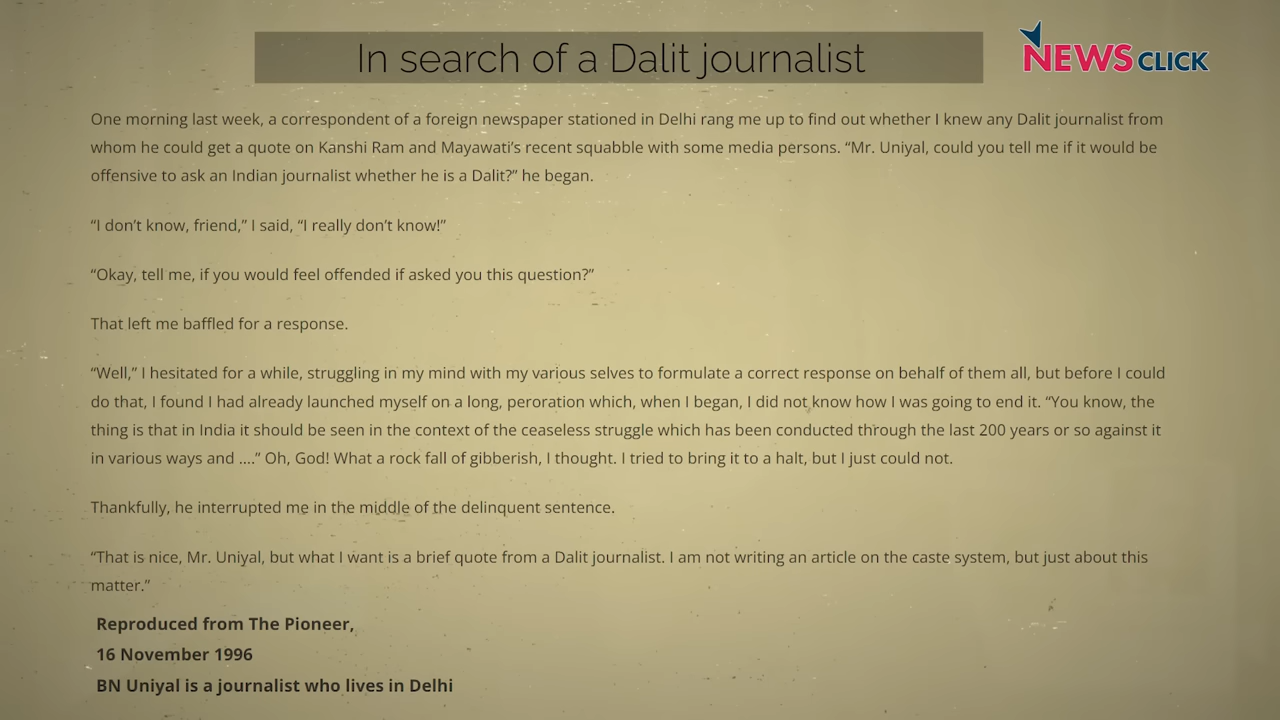 In search of a Dalit journalist
NEWSCLICK
One morning last week, a correspondent of a foreign newspaper stationed in Delhi rang me up to find out whether I knew any Dalit journalist from
whom he could get a quote on Kanshi Ram and Mayawati’s recent squabble with some media persons. “Mr. Uniyal, could you tell me if it would be
offensive to ask an Indian journalist whether he is a Dalit?” he began.
“I don’t know, friend,” I said, “I really don’t know!”
“Okay, tell me, if you would feel offended if asked you this question?”
That left me baffled for a response.
“Well,” I hesitated for a while, struggling in my mind with my various selves to formulate a correct response on behalf of them all, but before I could
do that, I found I had already launched myself on a long, peroration which, when I began, I did not know how I was going to end it. “You know, the
thing is that in India it should be seen in the context of the ceaseless struggle which has been conducted through the last 200 years or so against it
in various ways and ....” Oh, God! What a rock fall of gibberish, I thought. I tried to bring it to a halt, but I just could not.
Thankfully, he interrupted me in the middle of the delinquent sentence.
“That is nice, Mr. Uniyal, but what I want is a brief quote from a Dalit journalist. I am not writing an article on the caste system, but just about this
matter.”
Reproduced from The Pioneer,
16 November 1996
BN Uniyal is a journalist who lives in Delhi